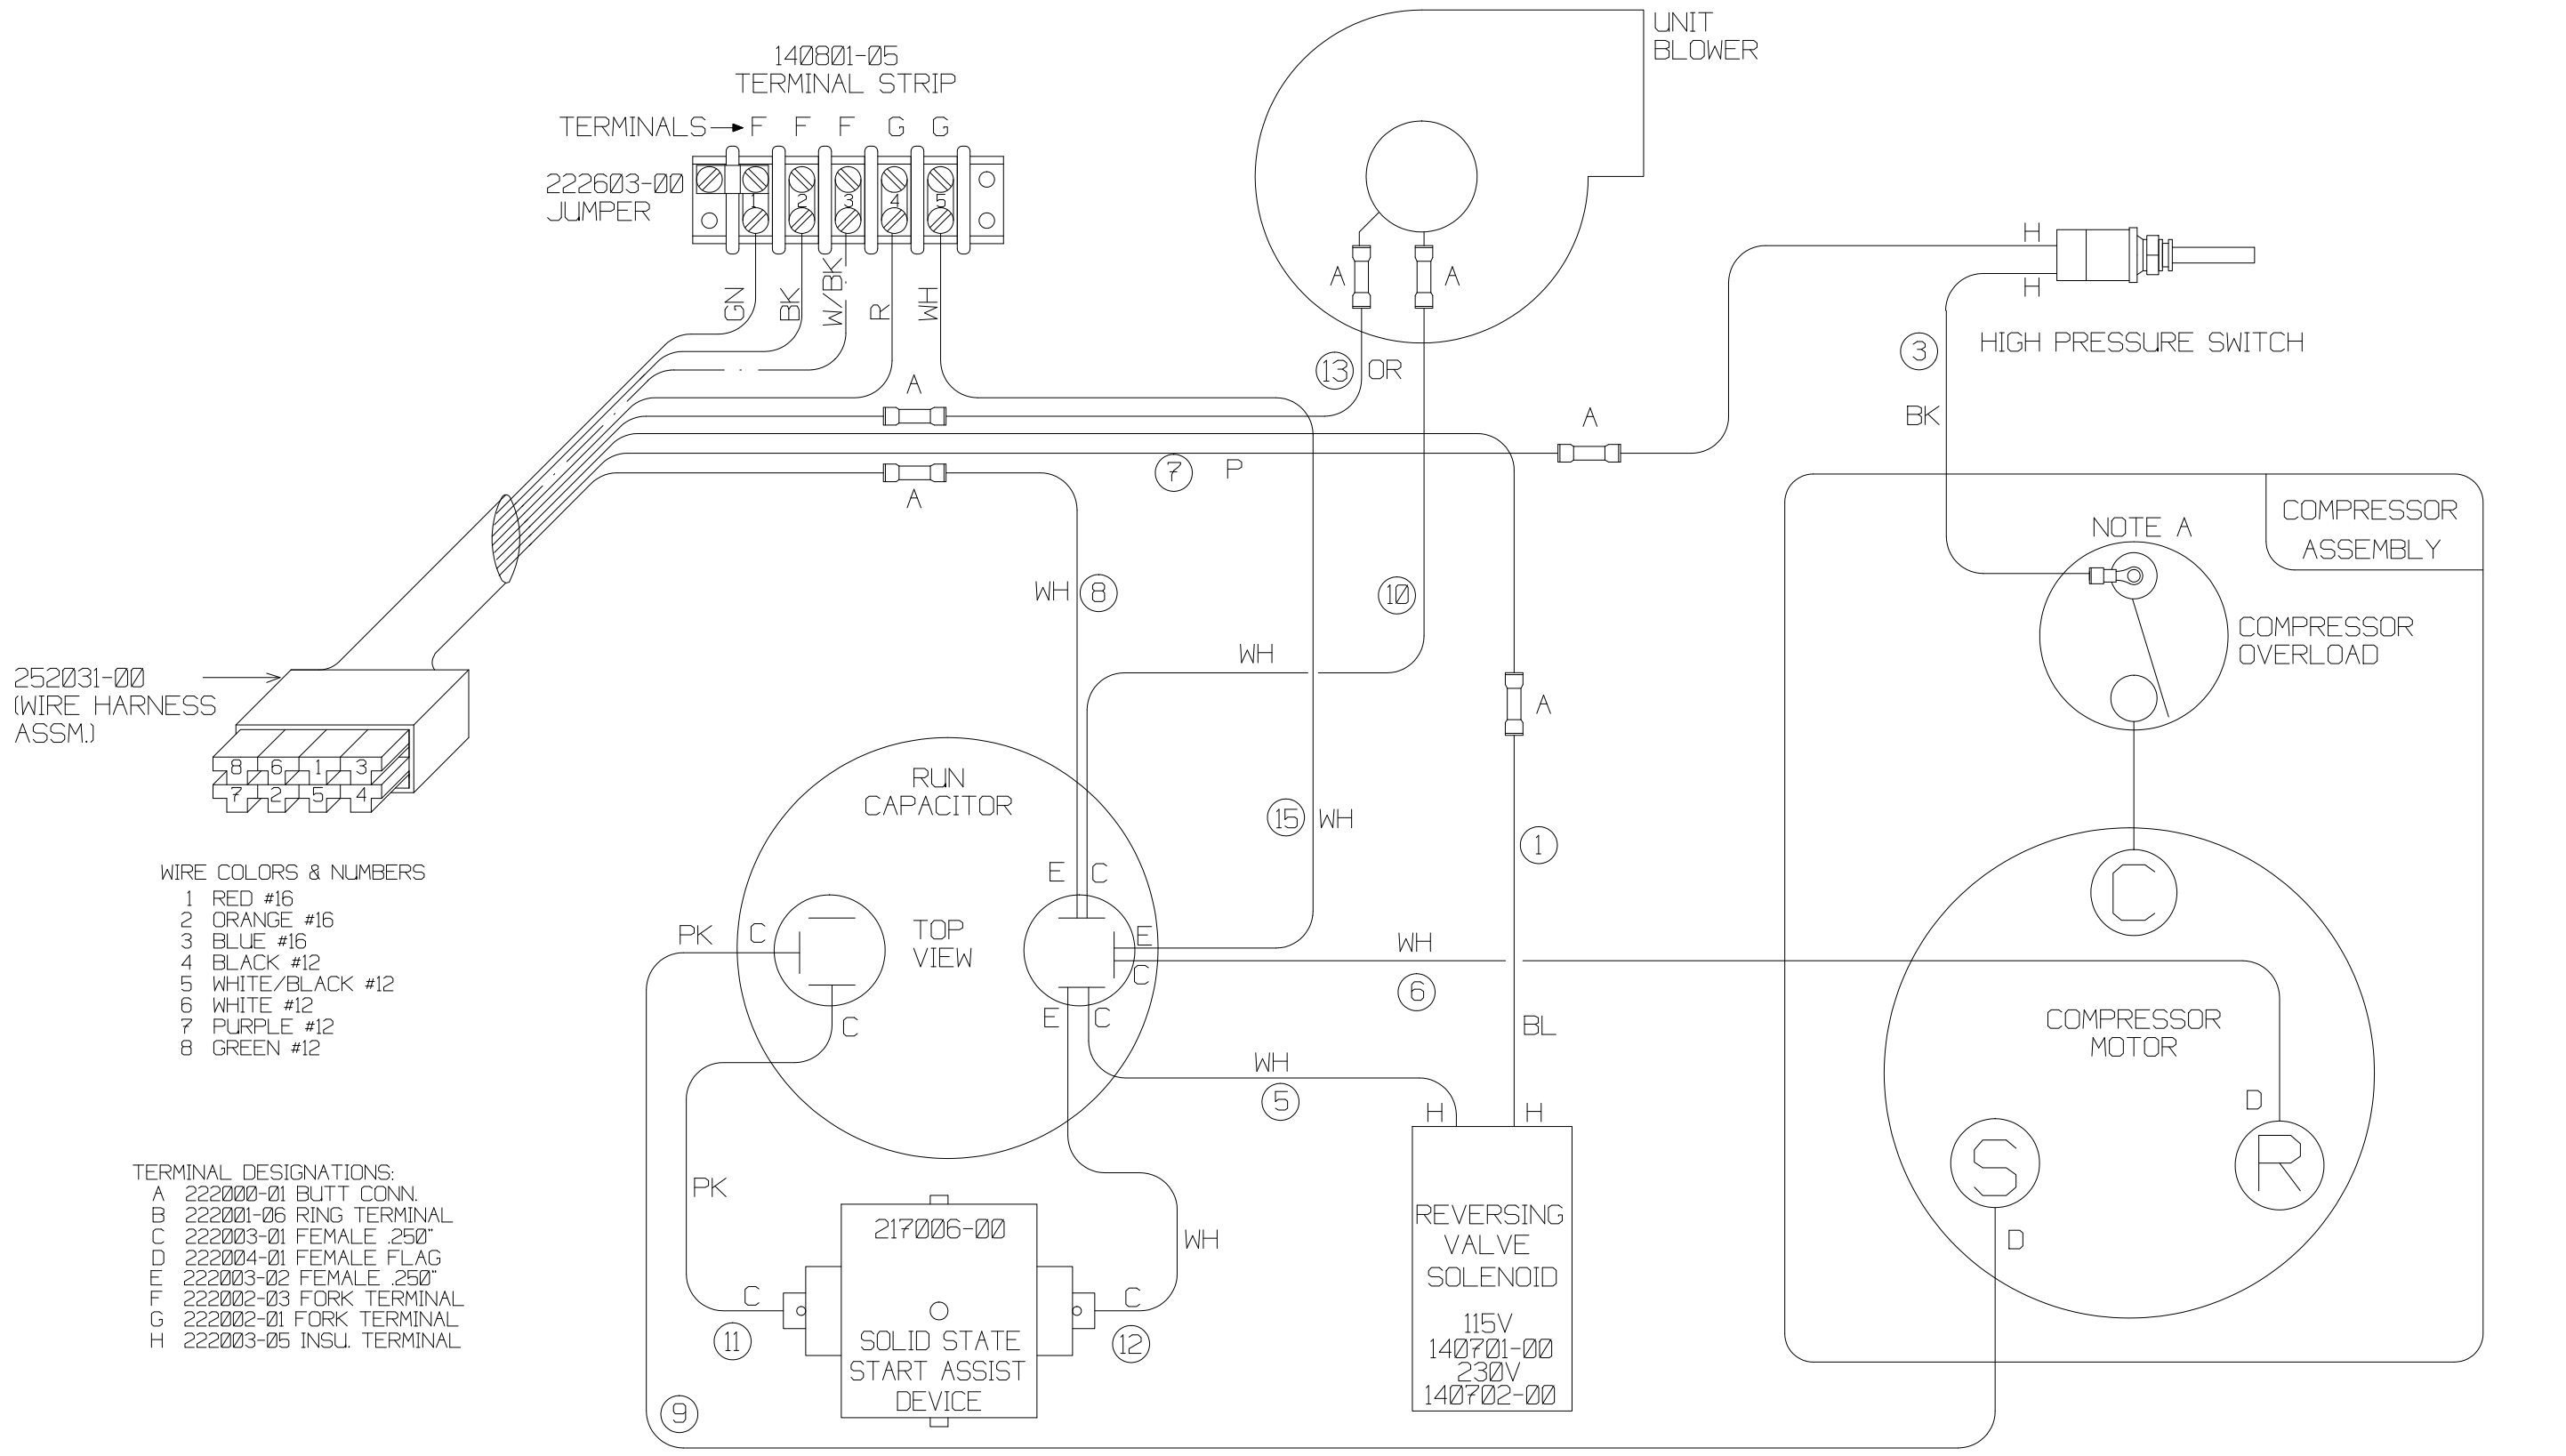 140801-05
TERMINAL STRIP
TERMINALS F F F G G
222603-00
JUMPER
1 2 3 4 5
GN BK W/BK R WH
UNIT
BLOWER
A A
13 OR
A
A
7 P
A
H
H
HIGH PRESSURE SWITCH
3
BK
COMPRESSOR
ASSEMBLY
NOTE A
COMPRESSOR
OVERLOAD
WH 8
10
WH
A
252031-00
(WIRE HARNESS
ASSM.)
8 6 1 3
7 2 5 4
RUN
CAPACITOR
TOP
VIEW
15 WH
1
E C
E
C
E C
PK C
C
WH
6
BL
WH
5
H H
C
COMPRESSOR
MOTOR
D
S
R
D
WIRE COLORS & NUMBERS
1 RED #16
2 ORANGE #16
3 BLUE #16
4 BLACK #12
5 WHITE/BLACK #12
6 WHITE #12
7 PURPLE #12
8 GREEN #12
TERMINAL DESIGNATIONS:
A 222000-01 BUTT CONN.
B 222001-06 RING TERMINAL
C 222003-01 FEMALE .250"
D 222004-01 FEMALE FLAG
E 222003-02 FEMALE .250"
F 222002-03 FORK TERMINAL
G 222002-01 FORK TERMINAL
H 222003-05 INSU. TERMINAL
PK
WH
217006-00
C
C
11
12
SOLID STATE
START ASSIST
DEVICE
9
REVERSING
VALVE
SOLENOID
115V
140701-00
230V
140702-00